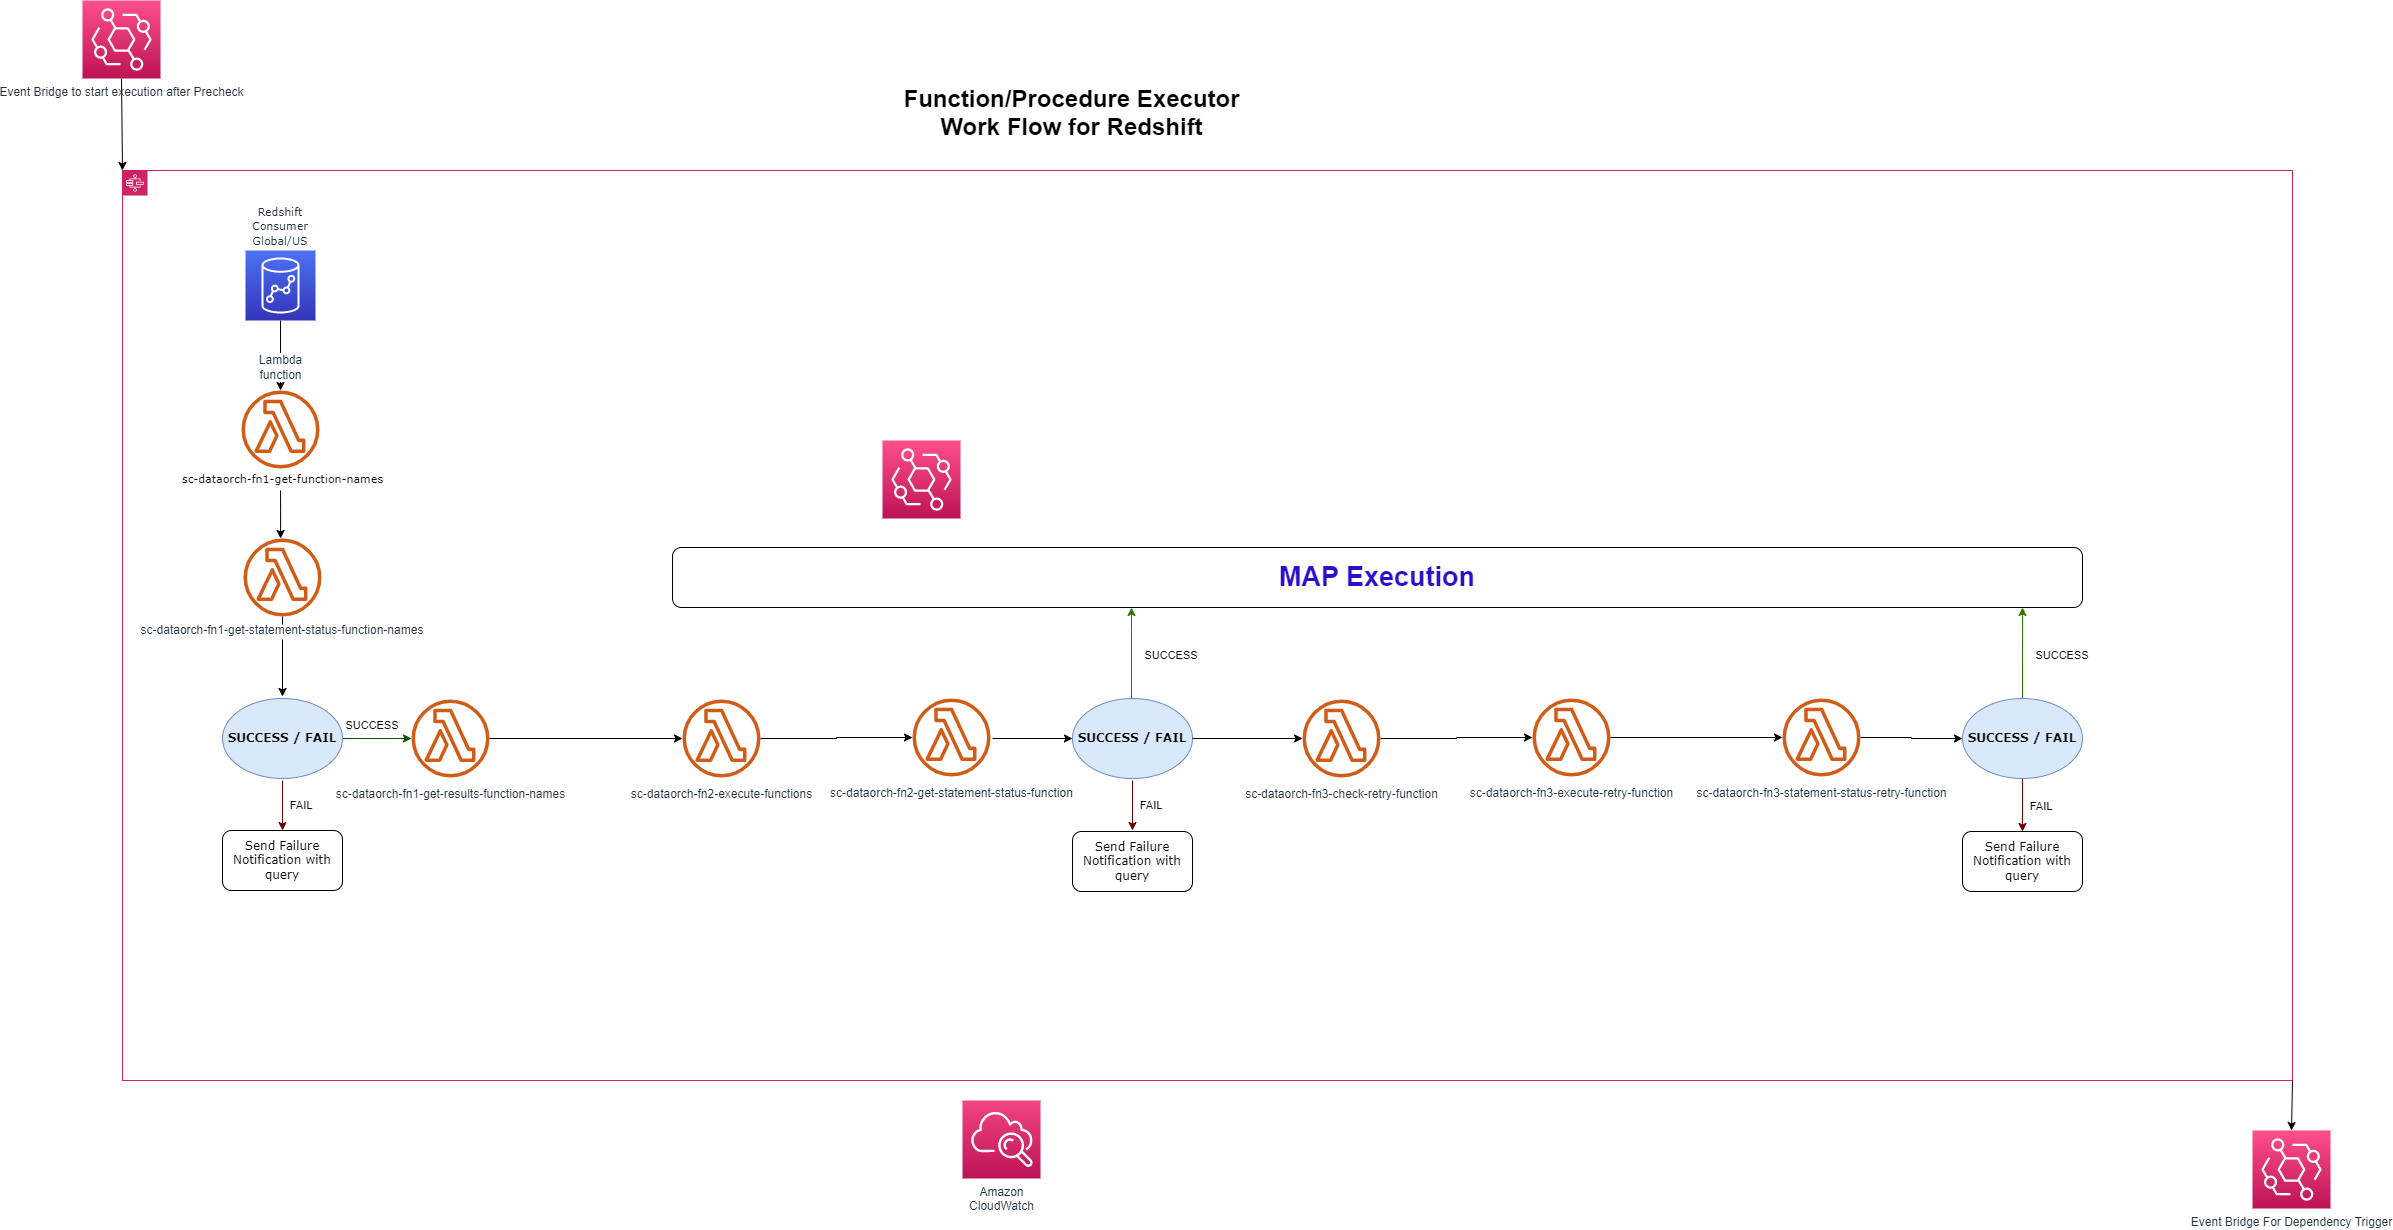 Event Bridge to start execution after Precheck
Function/Procedure Executor
Work Flow for Redshift
Redshift
Consumer
Global/US
Lambda
function
sc-dataorch-fn1-get-function-names
MAP Execution
sc-dataorch-fn1-get-statement-status-function-names
SUCCESS
SUCCESS
SUCCESS / FAIL
SUCCESS
SUCCESS / FAIL
SUCCESS / FAIL
sc-dataorch-fn1-get-results-function-names
sc-dataorch-fn2-execute-functions
sc-dataorch-fn2-get-statement-status-function
sc-dataorch-fn3-check-retry-function
sc-dataorch-fn3-execute-retry-function
sc-dataorch-fn3-statement-status-retry-function
FAIL
FAIL
FAIL
Send Failure
Notification with
query
Send Failure
Notification with
query
Send Failure
Notification with
query
Amazon
CloudWatch
Event Bridge For Dependency Trigger